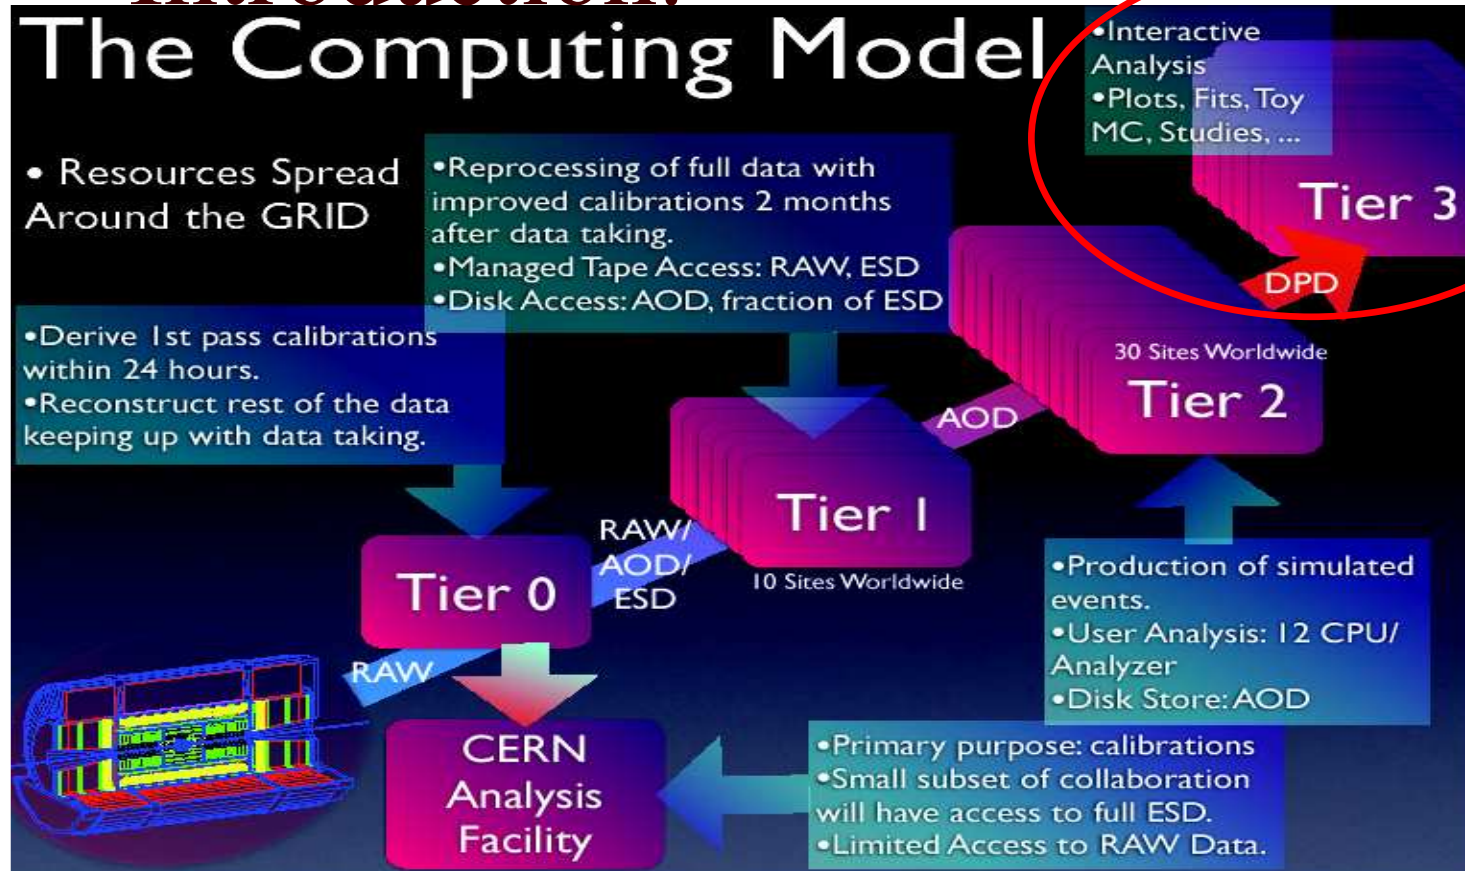 Introduction:
The Computing Model
• Resources Spread
Around the GRID
•Interactive
Analysis
•Plots, Fits, Toy
MC, Studies, ...
Tier 3
•Reprocessing of full data with
improved calibrations 2 months
after data taking.
•Managed Tape Access: RAW, ESD
•Disk Access: AOD, fraction of ESD
DPD
•Derive 1st pass calibrations
within 24 hours.
•Reconstruct rest of the data
keeping up with data taking.
30 Sites Worldwide
Tier 2
AOD
Tier 1
10 Sites Worldwide
RAW/
AOD/
ESD
Tier 0
RAW
•Production of simulated
events.
•User Analysis: 12 CPU/
Analyzer
•Disk Store: AOD
CERN
Analysis
Facility
•Primary purpose: calibrations
•Small subset of collaboration
will have access to full ESD.
•Limited Access to RAW Data.